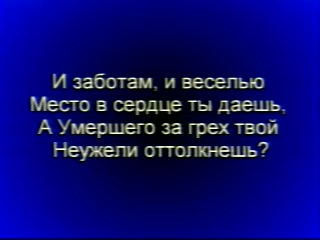 И заботам, и веселью
Место в сердце ты даешь,
А Умершего за грех твой
Неужели оттолкнешь?